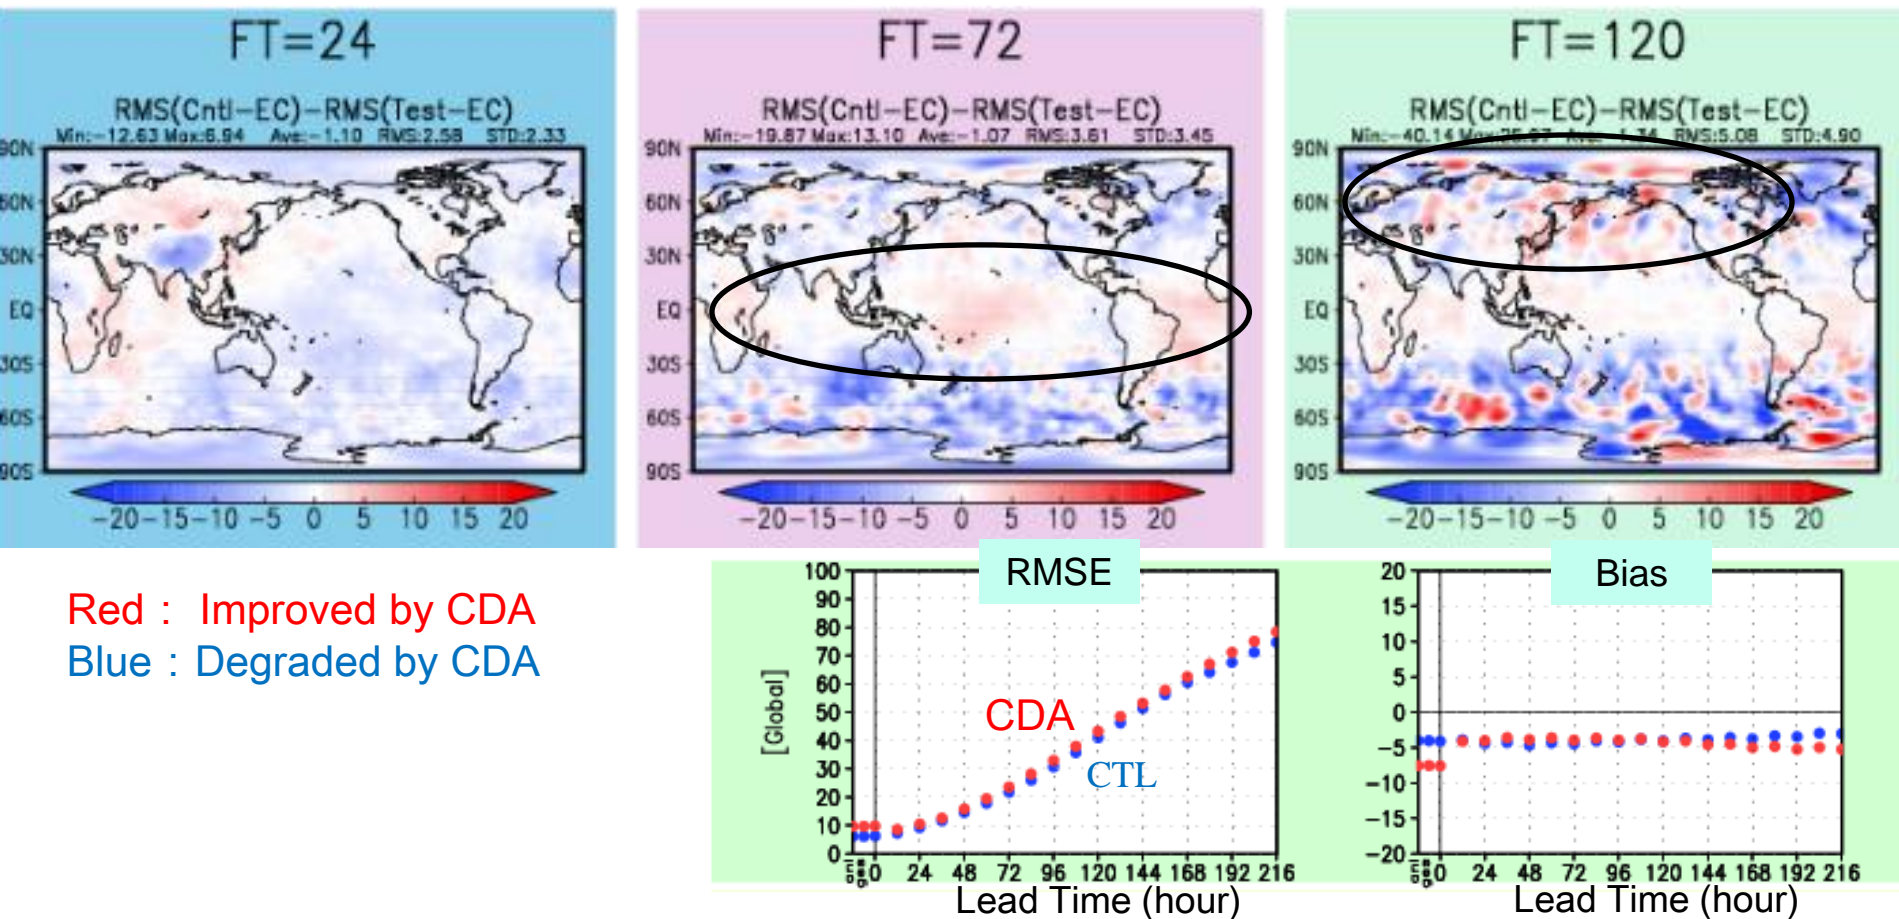 FT=24
RMS(Cntl-EC)-RMS(Test-EC)
Min:-12.63 Max:6.94 Ave:-1.10 RMS:2.58 STD:2.33
90N
60N
30N
EQ
30S
60S
90S
-20 -15 -10 -5 0 5 10 15 20
FT=72
RMS(Cntl-EC)-RMS(Test-EC)
Min:-19.87 Max:13.10 Ave:-1.07 RMS:3.61 STD:3.45
90N
60N
30N
EQ
30S
60S
90S
-20 -15 -10 -5 0 5 10 15 20
FT=120
RMS(Cntl-EC)-RMS(Test-EC)
Min:-40.14 RMS:5.08 STD:4.90
90N
60N
30N
EQ
30S
60S
90S
-20 -15 -10 -5 0 5 10 15 20
Red : Improved by CDA
Blue : Degraded by CDA
RMSE
[Global]
100
90
80
70
60
50
40
30
20
10
0
CDA
CTL
0 24 48 72 96 120 144 168 192 216
Lead Time (hour)
Bias
20
15
10
5
0
-5
-10
-15
-20
0 24 48 72 96 120 144 168 192 216
Lead Time (hour)